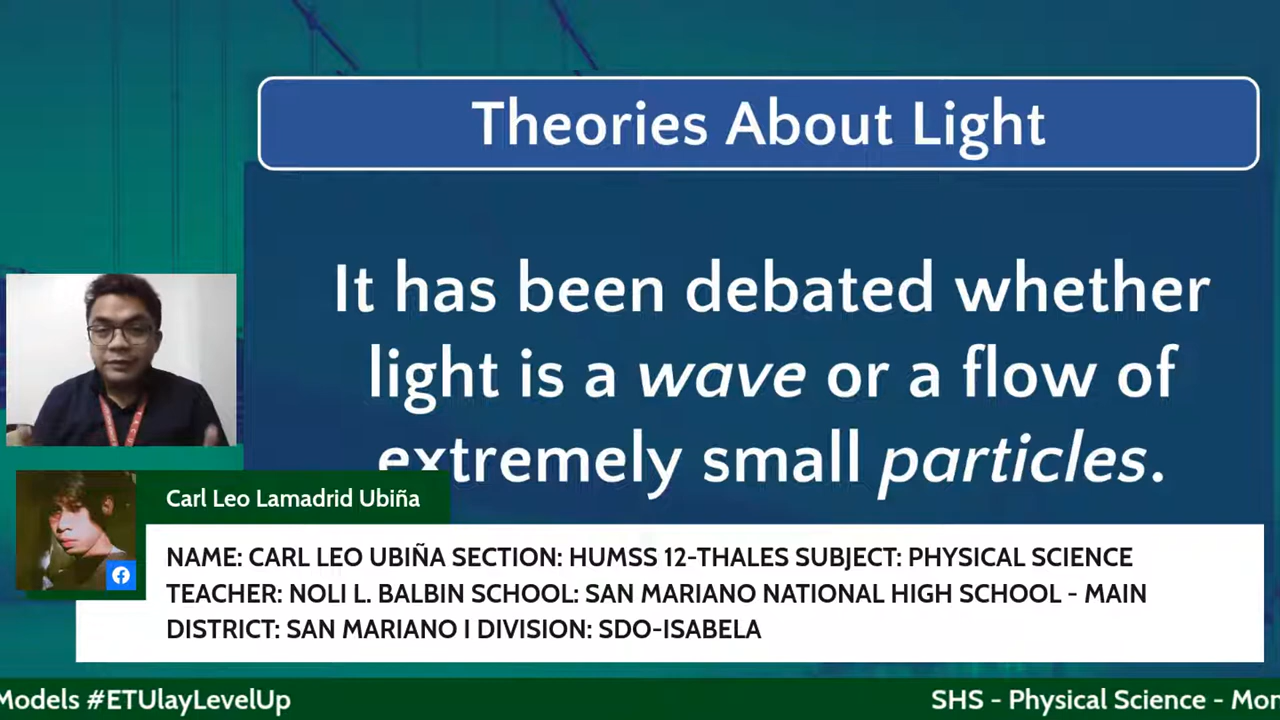 Theories About Light
It has been debated whether
light is a wave or a flow of
extremely small particles.
Carl Leo Lamadrid Ubiña
NAME: CARL LEO UBIÑA SECTION: HUMSS 12-THALES SUBJECT: PHYSICAL SCIENCE
TEACHER: NOLI L. BALBIN SCHOOL: SAN MARIANO NATIONAL HIGH SCHOOL - MAIN
DISTRICT: SAN MARIANO I DIVISION: SDO-ISABELA
Models #ETUlayLevelUp
SHS - Physical Science - Mon